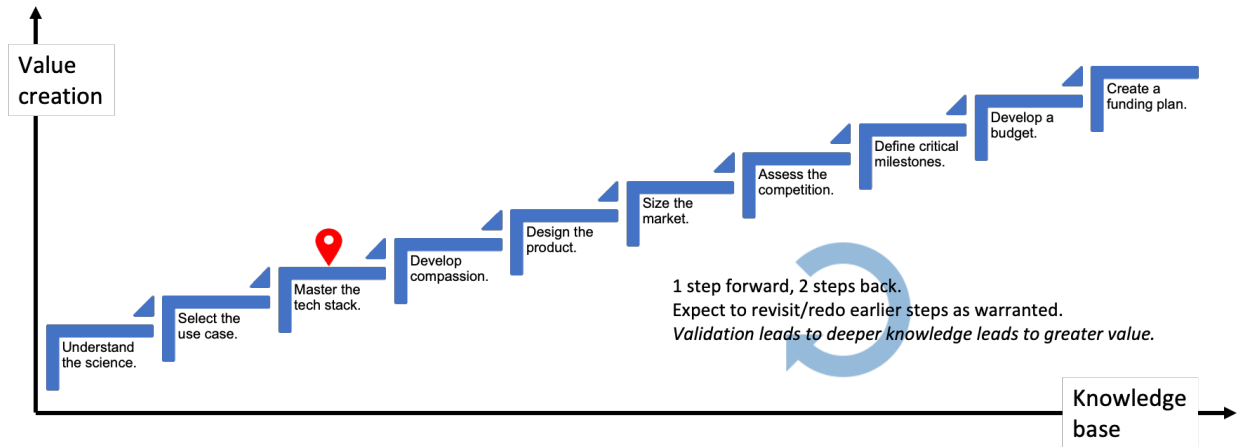 Value
creation
Understand
the science.
Select the
use case.
Master the
tech stack.
Develop
compassion.
Design the
product.
Size the
market.
Assess the
competition.
Define critical
milestones.
Develop a
budget.
Create a
funding plan.
1 step forward, 2 steps back.
Expect to revisit/redo earlier steps as warranted.
Validation leads to deeper knowledge leads to greater value.
Knowledge
base